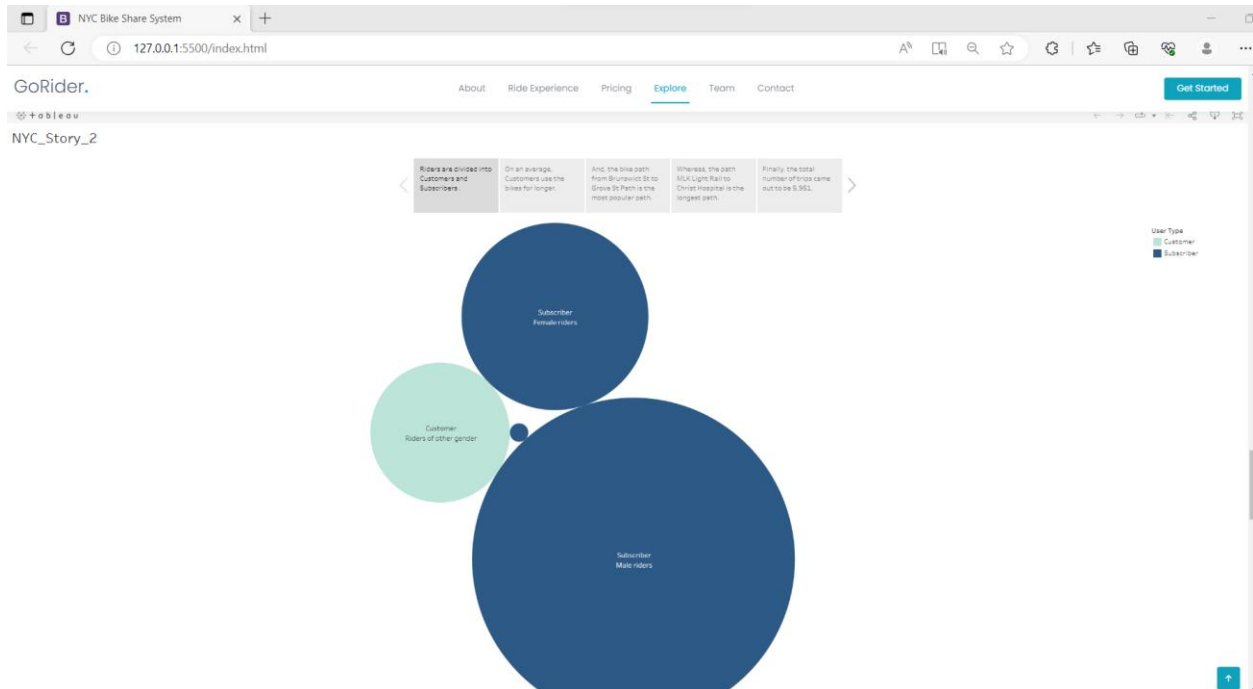 NYC Bike Share System
127.0.0.1:5500/index.html
GoRider.
About
Ride Experience
Pricing
Explore
Team
Contact
Get Started
+ a b l e a u
NYC_Story_2
Riders are divided into
Customers and
Subscribers.
On an average,
Customers use the
bikes for longer.
And, the bike path
from Brunswict St to
Grove St Path is the
most popular path.
Whereas, the path
MLK Light Rail to
Christ Hospital is the
longest path.
Finally, the total
number of trips came
out to be 6,951.
User Type
Customer
Subscriber
Subscriber
Female riders
Customer
Riders of other gender
Subscriber
Male riders